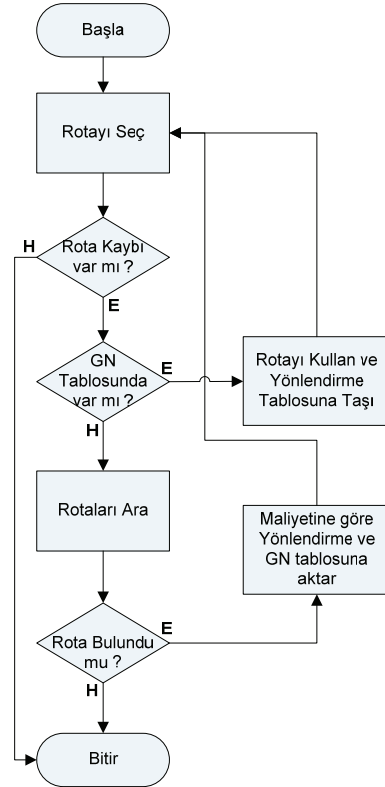 Başla
Rotayı Seç
H
Rota Kaybı
var mı ?
E
GN
Tablosunda
var mı ?
E
H
Rotayı Kullan ve
Yönlendirme
Tablosuna Taşı
Rotaları Ara
Maliyetine göre
Yönlendirme ve
GN tablosuna
aktar
Rota Bulundu
mu ?
E
H
Bitir